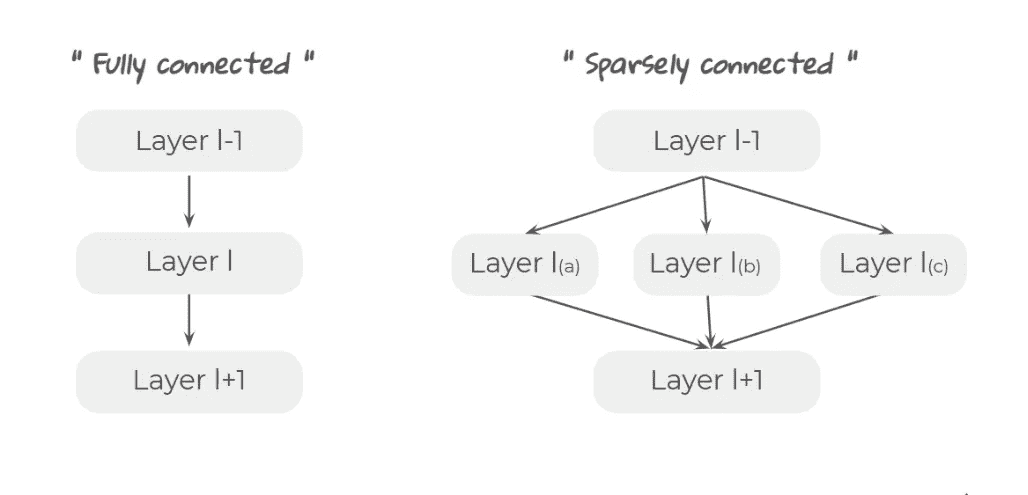 " Fully connected "
Layer l-1
Layer l
Layer l+1
" Sparsely connected "
Layer l-1
Layer l(a)
Layer l(b)
Layer l(c)
Layer l+1